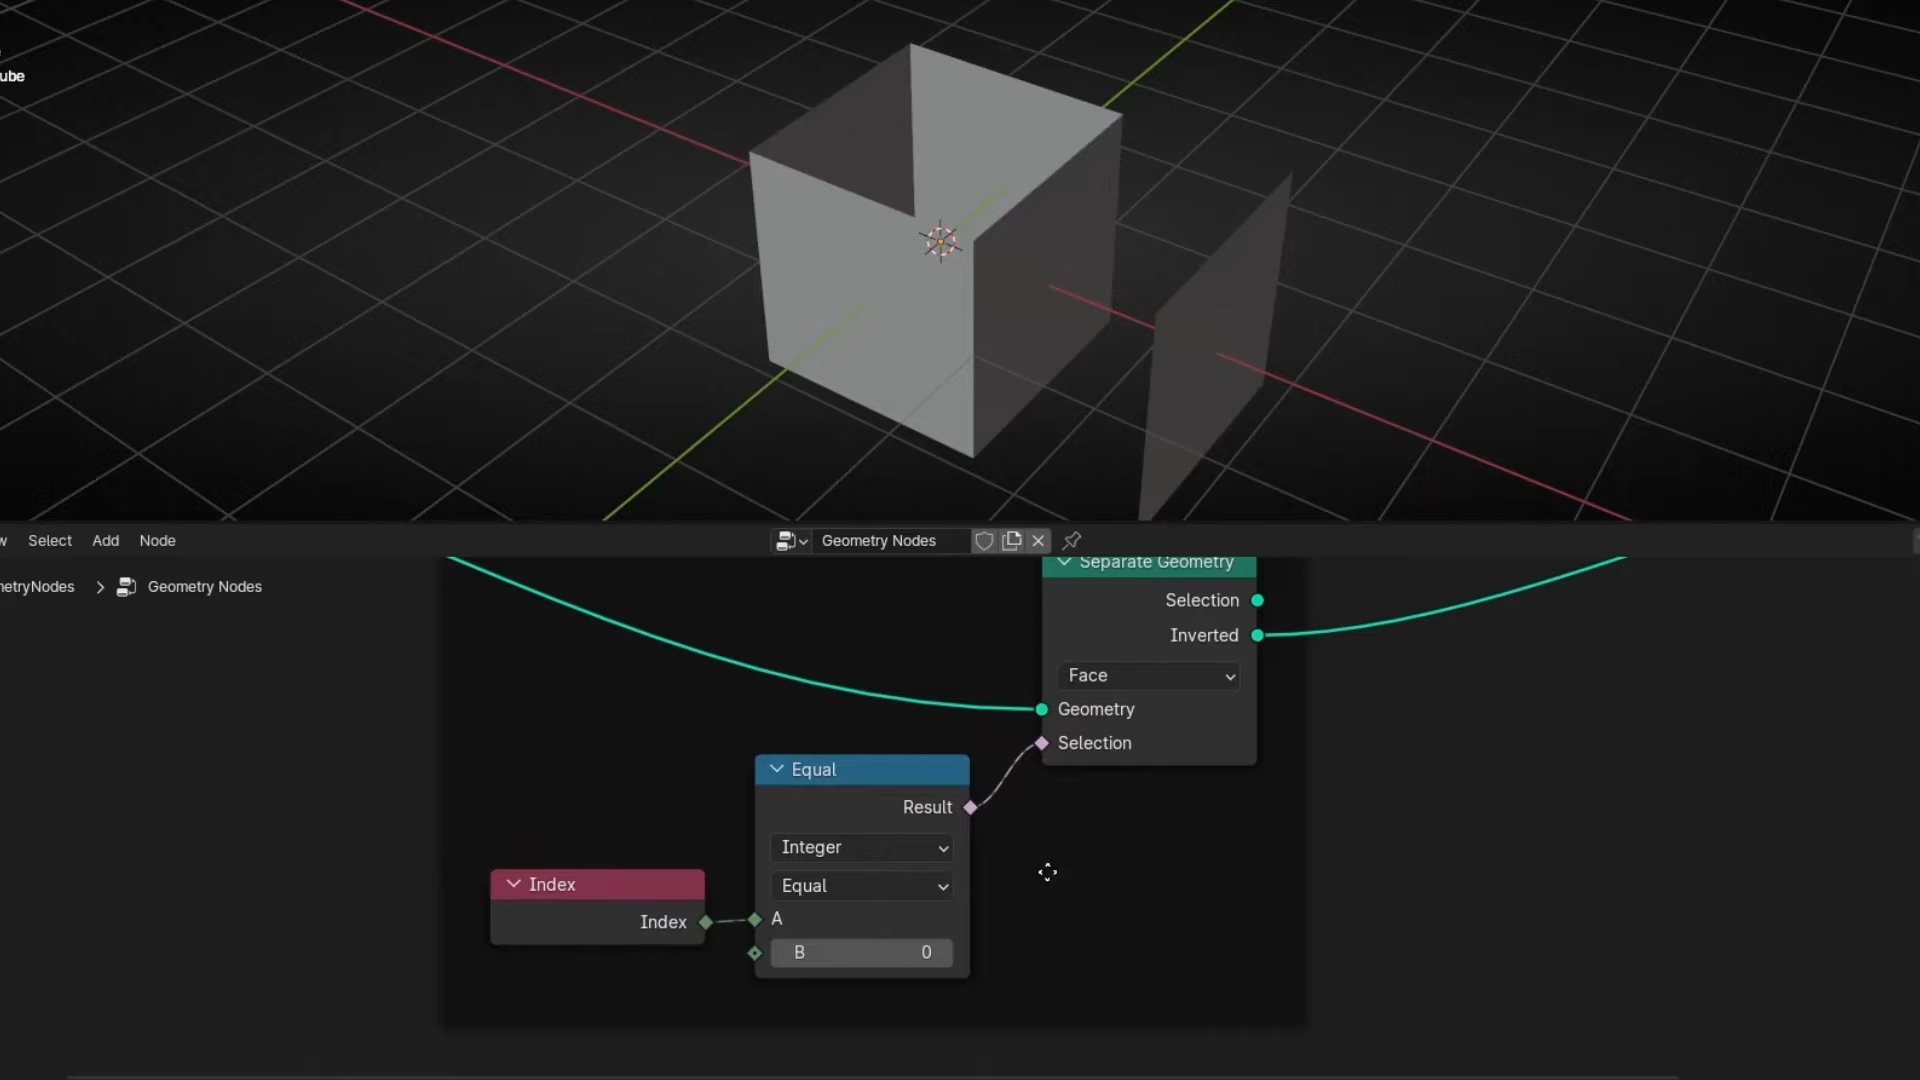 ube
w Select Add Node
Geometry Nodes
netryNodes > Geometry Nodes
Separate Geometry
Selection
Inverted
Face
Geometry
Selection
Equal
Result
Integer
Equal
A
B 0
Index
Index